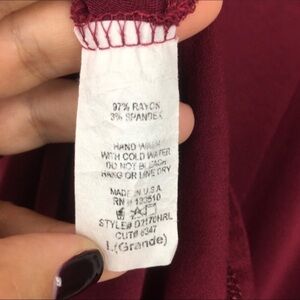 97% RAYON
3% SPANDEX
HAND WASH
WITH COLD WATER
DO NOT BLEACH
HANG OR LINE DRY
MADE IN U.S.A
RN # 133510
STYLE# D2170NRL
CUT# 6347
L(Grande)